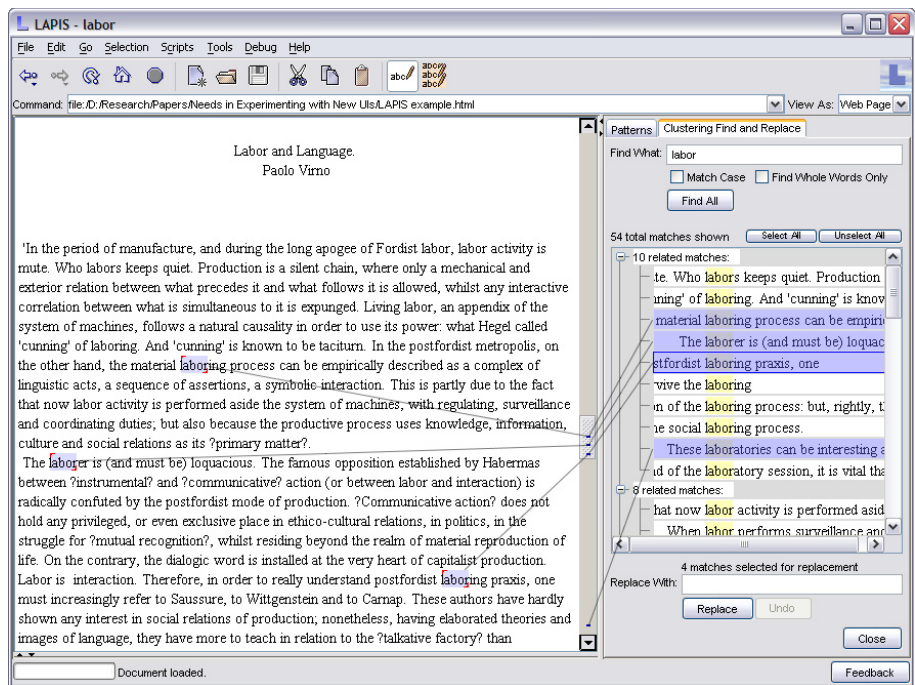 LAPIS - labor
File Edit Go Selection Scripts Tools Debug Help
abc abc abc abc
Command: file:/D:/Research/Papers/Needs in Experimenting with New UIs/LAPIS example.html View As: Web Page
Labor and Language.
Paolo Virno
'In the period of manufacture, and during the long apogee of Fordist labor, labor activity is
mute. Who labors keeps quiet. Production is a silent chain, where only a mechanical and
exterior relation between what precedes it and what follows it is allowed, whilst any interactive
correlation between what is simultaneous to it is expunged. Living labor, an appendix of the
system of machines, follows a natural causality in order to use its power: what Hegel called
'cunning' of laboring. And 'cunning' is known to be taciturn. In the postfordist metropolis, on
the other hand, the material laboring process can be empirically described as a complex of
linguistic acts, a sequence of assertions, a symbolic interaction. This is partly due to the fact
that now labor activity is performed aside the system of machines, with regulating, surveillance
and coordinating duties; but also because the productive process uses knowledge, information,
culture and social relations as its ?primary matter?.
The laborer is (and must be) loquacious. The famous opposition established by Habermas
between ?instrumental? and ?communicative? action (or between labor and interaction) is
radically confuted by the postfordist mode of production. ?Communicative action? does not
hold any privileged, or even exclusive place in ethico-cultural relations, in politics, in the
struggle for ?mutual recognition?, whilst residing beyond the realm of material reproduction of
life. On the contrary, the dialogic word is installed at the very heart of capitalist production.
Labor is interaction. Therefore, in order to really understand postfordist laboring praxis, one
must increasingly refer to Saussure, to Wittgenstein and to Carnap. These authors have hardly
shown any interest in social relations of production; nonetheless, having elaborated theories and
images of language, they have more to teach in relation to the ?talkative factory? than
Patterns Clustering Find and Replace
Find What: labor
Match Case Find Whole Words Only
Find All
54 total matches shown Select All Unselect All
10 related matches:
te. Who labors keeps quiet. Production
nning' of laboring. And 'cunning' is know
material laboring process can be empiri
The laborer is (and must be) loquac
stfordist laboring praxis, one
vive the laboring
on of the laboring process: but, rightly, t
he social laboring process.
These laboratories can be interesting a
nd of the laboratory session, it is vital tha
8 related matches:
hat now labor activity is performed asid
When labor performs surveillance and
4 matches selected for replacement
Replace With:
Replace Undo
Close
Document loaded. Feedback